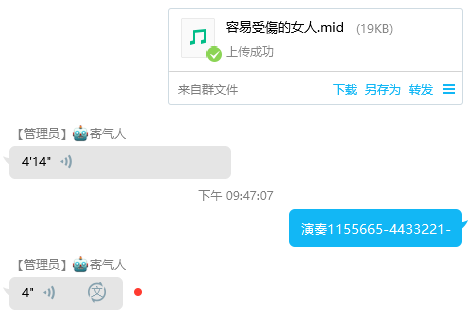 容易受傷的女人.mid (19KB)
上传成功
来自群文件 下载 另存为 转发
【管理员】🤖寄气人
4'14"
下午 09:47:07
演奏1155665-4433221-
【管理员】🤖寄气人
4" 文